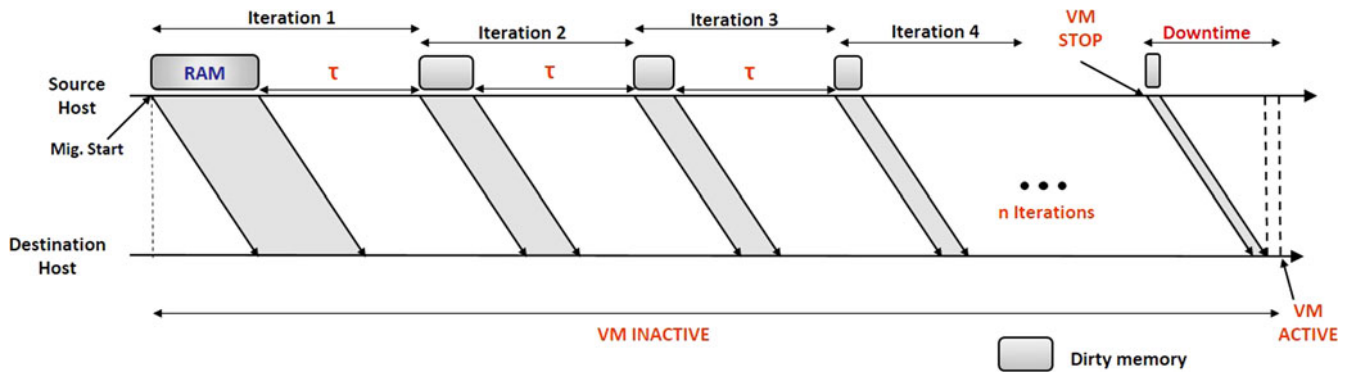 Iteration 1
Iteration 2
Iteration 3
Iteration 4
VM
STOP
Downtime
RAM
τ
τ
τ
Source
Host
Mig. Start
n Iterations
Destination
Host
VM INACTIVE
VM
ACTIVE
Dirty memory